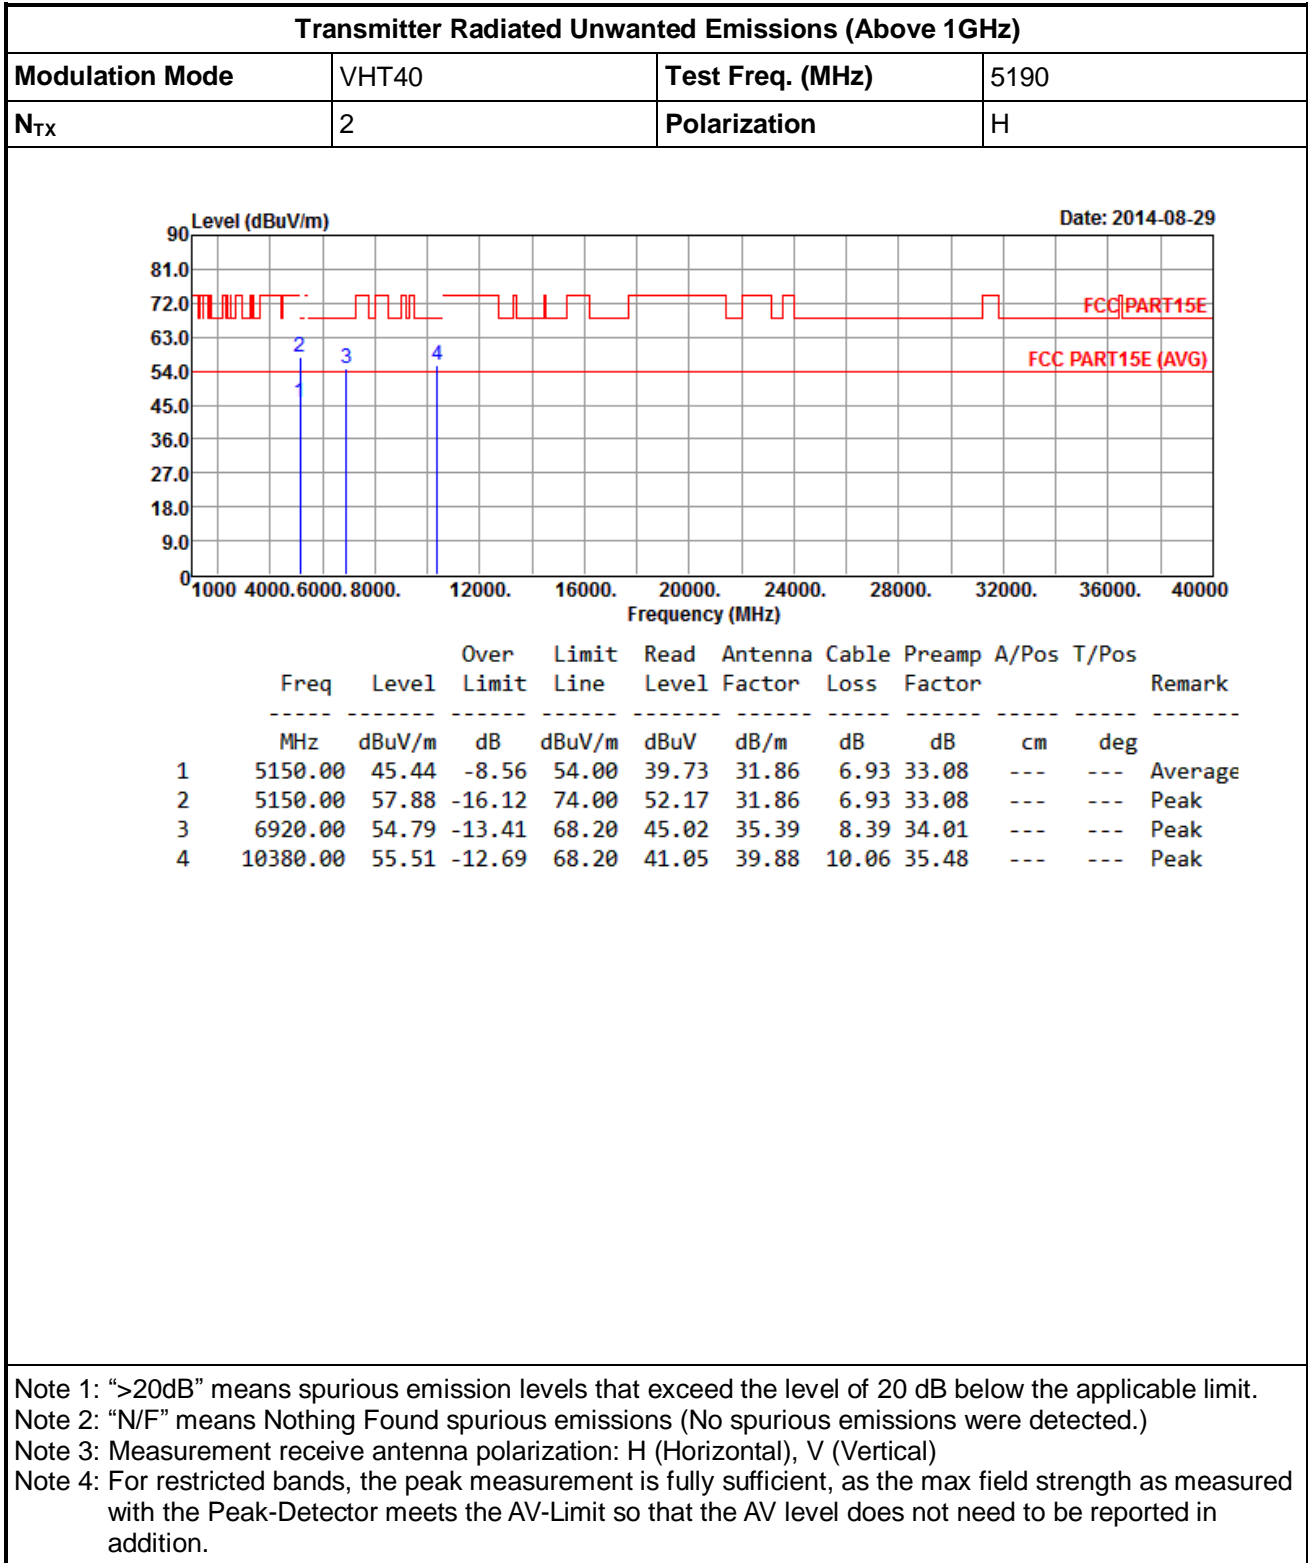 Transmitter Radiated Unwanted Emissions (Above 1GHz)
Modulation Mode VHT40 Test Freq. (MHz) 5190
NTX 2 Polarization H
Level (dBuV/m) Date: 2014-08-29
90
81.0
72.0
FCC PART15E
63.0
2 3 4
FCC PART15E (AVG)
54.0
1
45.0
36.0
27.0
18.0
9.0
0
1000 4000. 6000. 8000. 12000. 16000. 20000. 24000. 28000. 32000. 36000. 40000
Frequency (MHz)
Over Limit Read Antenna Cable Preamp A/Pos T/Pos
Freq Level Limit Line Level Factor Loss Factor Remark
----- ------- ------ ------ ------- ------ ----- ------ ----- ----- -------
MHz dBuV/m dB dBuV/m dBuV dB/m dB dB cm deg
1 5150.00 45.44 -8.56 54.00 39.73 31.86 6.93 33.08 --- --- Average
2 5150.00 57.88 -16.12 74.00 52.17 31.86 6.93 33.08 --- --- Peak
3 6920.00 54.79 -13.41 68.20 45.02 35.39 8.39 34.01 --- --- Peak
4 10380.00 55.51 -12.69 68.20 41.05 39.88 10.06 35.48 --- --- Peak
Note 1: “>20dB” means spurious emission levels that exceed the level of 20 dB below the applicable limit.
Note 2: “N/F” means Nothing Found spurious emissions (No spurious emissions were detected.)
Note 3: Measurement receive antenna polarization: H (Horizontal), V (Vertical)
Note 4: For restricted bands, the peak measurement is fully sufficient, as the max field strength as measured
with the Peak-Detector meets the AV-Limit so that the AV level does not need to be reported in
addition.